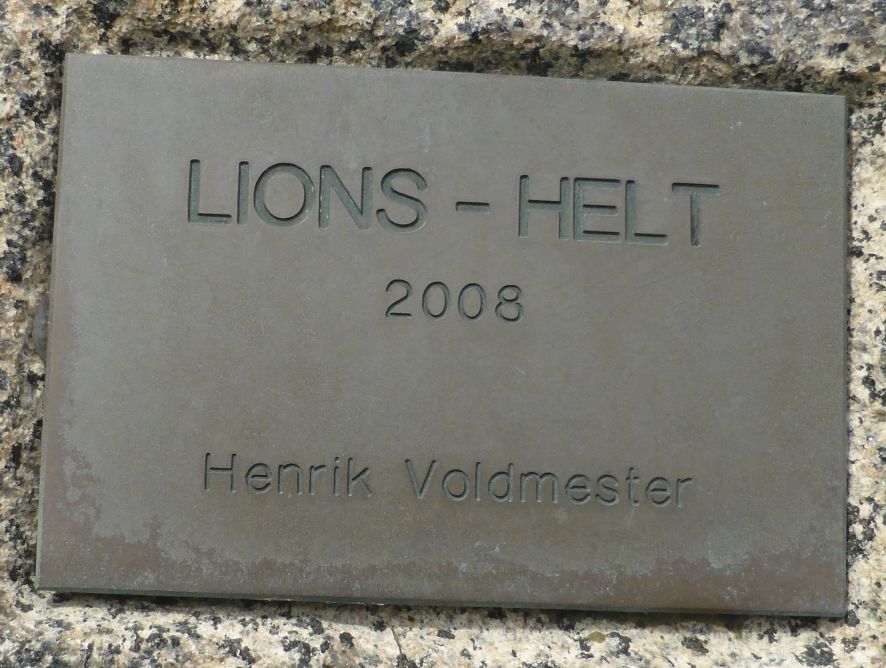 LIONS - HELT
2008
Henrik Voldmester